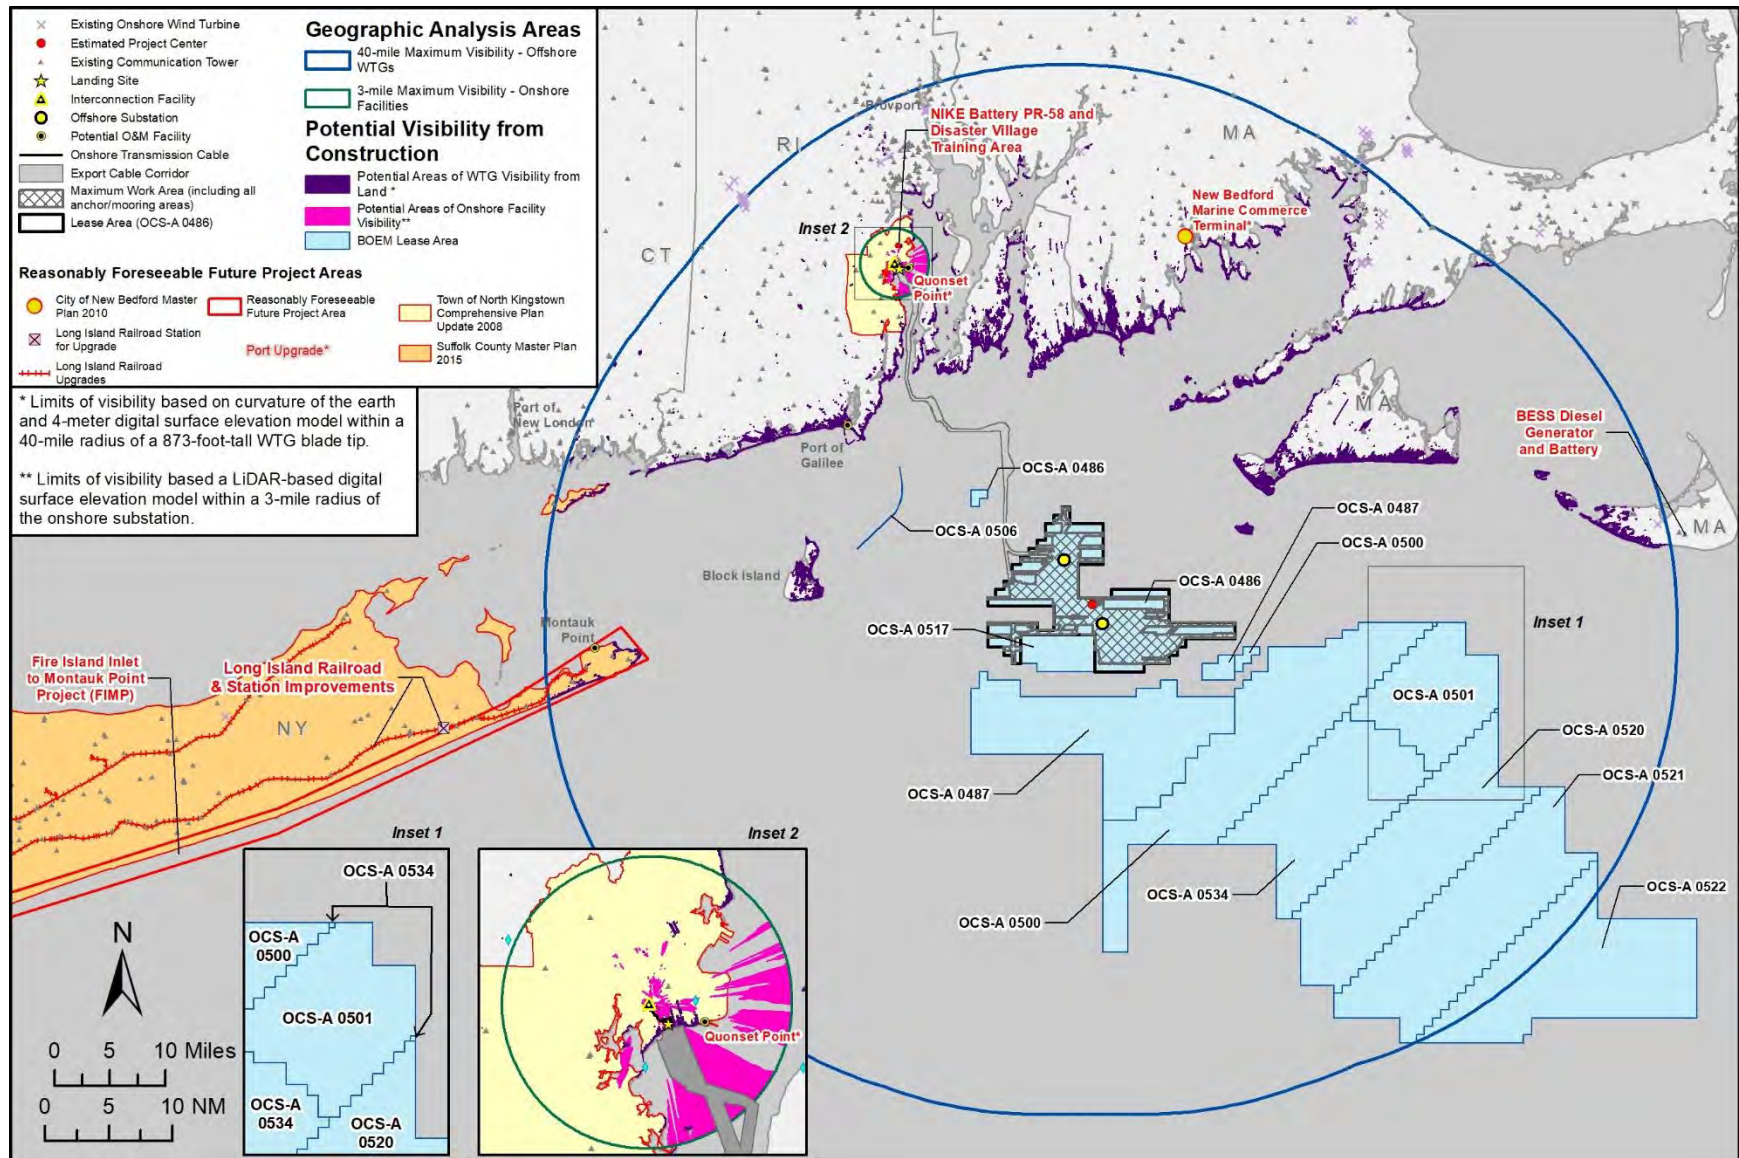 Existing Onshore Wind Turbine
Estimated Project Center
Existing Communication Tower
Landing Site
Interconnection Facility
Offshore Substation
Potential O&M Facility
Onshore Transmission Cable
Export Cable Corridor
Maximum Work Area (including all
anchor/mooring areas)
Lease Area (OCS-A 0486)
Geographic Analysis Areas
40-mile Maximum Visibility - Offshore
WTGs
3-mile Maximum Visibility - Onshore
Facilities
Potential Visibility from
Construction
Potential Areas of WTG Visibility from
Land *
Potential Areas of Onshore Facility
Visibility**
BOEM Lease Area
Reasonably Foreseeable Future Project Areas
City of New Bedford Master
Plan 2010
Long Island Railroad Station
for Upgrade
Long Island Railroad
Upgrades
Reasonably Foreseeable
Future Project Area
Port Upgrade*
Town of North Kingstown
Comprehensive Plan
Update 2008
Suffolk County Master Plan
2015
* Limits of visibility based on curvature of the earth
and 4-meter digital surface elevation model within a
40-mile radius of a 873-foot-tall WTG blade tip.
** Limits of visibility based a LiDAR-based digital
surface elevation model within a 3-mile radius of
the onshore substation.
Provport
NIKE Battery PR-58 and
Disaster Village
Training Area
RI
MA
CT
Inset 2
Quonset
Point*
New Bedford
Marine Commerce
Terminal*
MA
BESS Diesel
Generator
and Battery
MA
Port of
New London
Port of
Galilee
OCS-A 0486
OCS-A 0506
OCS-A 0487
OCS-A 0500
OCS-A 0486
Block Island
OCS-A 0517
Inset 1
Montauk
Point
Fire Island Inlet
to Montauk Point
Project (FIMP)
Long Island Railroad
& Station Improvements
NY
OCS-A 0501
OCS-A 0520
OCS-A 0521
OCS-A 0487
OCS-A 0534
OCS-A 0522
OCS-A 0500
N
0 5 10 Miles
0 5 10 NM
Inset 1
OCS-A 0534
OCS-A
0500
OCS-A 0501
OCS-A
0534
OCS-A
0520
Inset 2
Quonset Point*